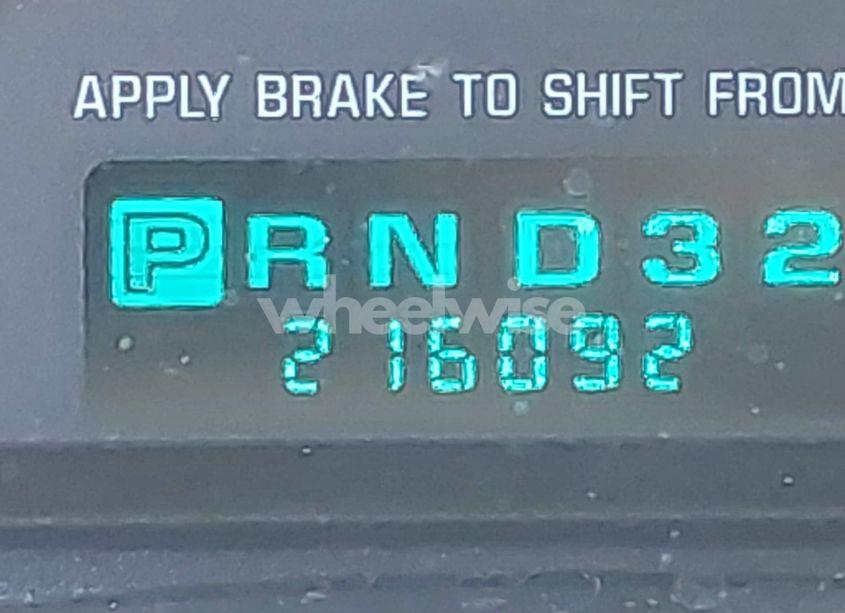 APPLY BRAKE TO SHIFT FROM
PRND32
wheelwise
216092